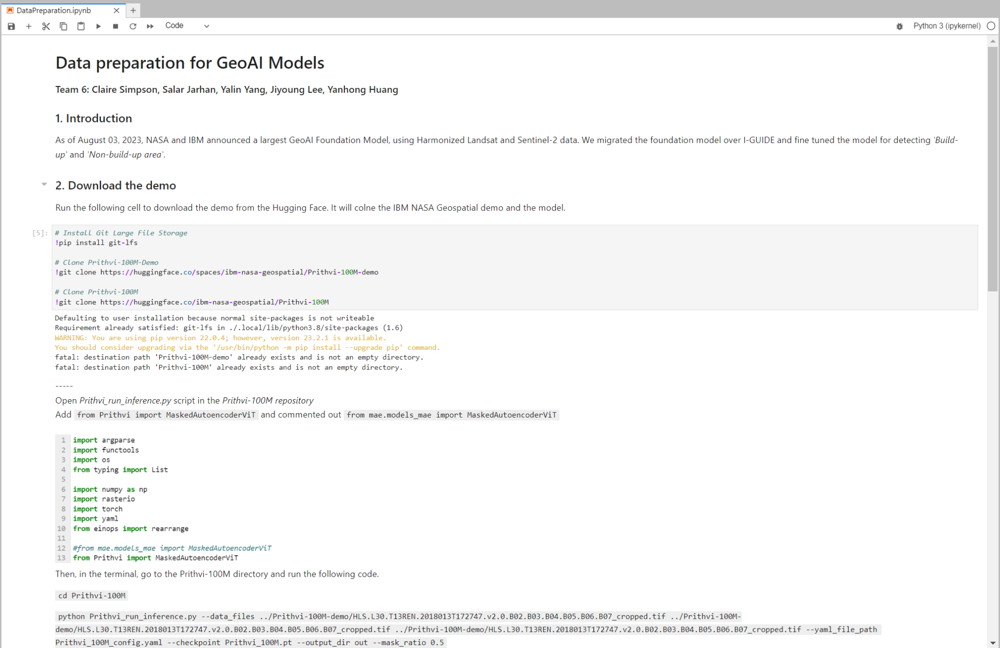 DataPreparation.ipynb
Code
Python 3 (ipykernel)
Data preparation for GeoAI Models
Team 6: Claire Simpson, Salar Jarhan, Yalin Yang, Jiyoung Lee, Yanhong Huang
1. Introduction
As of August 03, 2023, NASA and IBM announced a largest GeoAI Foundation Model, using Harmonized Landsat and Sentinel-2 data. We migrated the foundation model over I-GUIDE and fine tuned the model for detecting 'Build-
up' and 'Non-build-up area'.
2. Download the demo
Run the following cell to download the demo from the Hugging Face. It will colne the IBM NASA Geospatial demo and the model.
[5]:
# Install Git Large File Storage
!pip install git-lfs
# Clone Prithvi-100M-Demo
!git clone https://huggingface.co/spaces/ibm-nasa-geospatial/Prithvi-100M-demo
# Clone Prithvi-100M
!git clone https://huggingface.co/ibm-nasa-geospatial/Prithvi-100M
Defaulting to user installation because normal site-packages is not writeable
Requirement already satisfied: git-lfs in ./.local/lib/python3.8/site-packages (1.6)
WARNING: You are using pip version 22.0.4; however, version 23.2.1 is available.
You should consider upgrading via the '/usr/bin/python -m pip install --upgrade pip' command.
fatal: destination path 'Prithvi-100M-demo' already exists and is not an empty directory.
fatal: destination path 'Prithvi-100M' already exists and is not an empty directory.
-----
Open Prithvi_run_inference.py script in the Prithvi-100M repository
Add from Prithvi import MaskedAutoencoderViT and commented out from mae.models_mae import MaskedAutoencoderViT
1 import argparse
2 import functools
3 import os
4 from typing import List
5
6 import numpy as np
7 import rasterio
8 import torch
9 import yaml
10 from einops import rearrange
11
12 #from mae.models_mae import MaskedAutoencoderViT
13 from Prithvi import MaskedAutoencoderViT
Then, in the terminal, go to the Prithvi-100M directory and run the following code.
cd Prithvi-100M
python Prithvi_run_inference.py --data_files ../Prithvi-100M-demo/HLS.L30.T13REN.2018013T172747.v2.0.B02.B03.B04.B05.B06.B07_cropped.tif ../Prithvi-100M-
demo/HLS.L30.T13REN.2018013T172747.v2.0.B02.B03.B04.B05.B06.B07_cropped.tif ../Prithvi-100M-demo/HLS.L30.T13REN.2018013T172747.v2.0.B02.B03.B04.B05.B06.B07_cropped.tif --yaml_file_path
Prithvi_100M_config.yaml --checkpoint Prithvi_100M.pt --output_dir out --mask_ratio 0.5